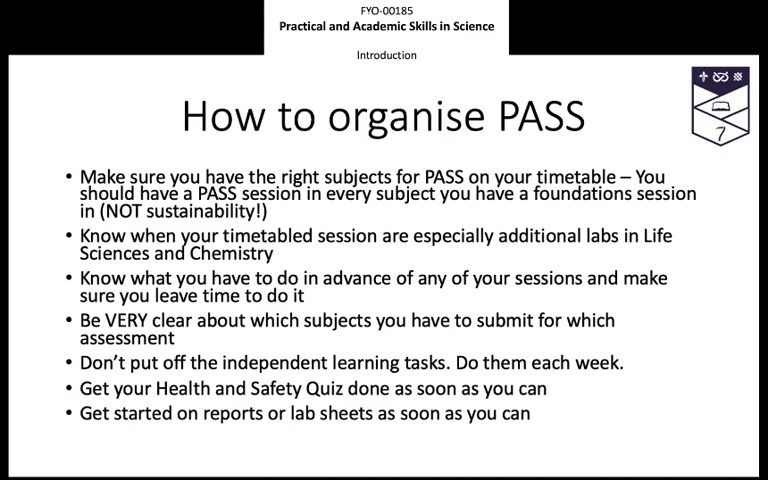 FYO-00185
Practical and Academic Skills in Science
Introduction
How to organise PASS
• Make sure you have the right subjects for PASS on your timetable – You
should have a PASS session in every subject you have a foundations session
in (NOT sustainability!)
• Know when your timetabled session are especially additional labs in Life
Sciences and Chemistry
• Know what you have to do in advance of any of your sessions and make
sure you leave time to do it
• Be VERY clear about which subjects you have to submit for which
assessment
• Don't put off the independent learning tasks. Do them each week.
• Get your Health and Safety Quiz done as soon as you can
• Get started on reports or lab sheets as soon as you can